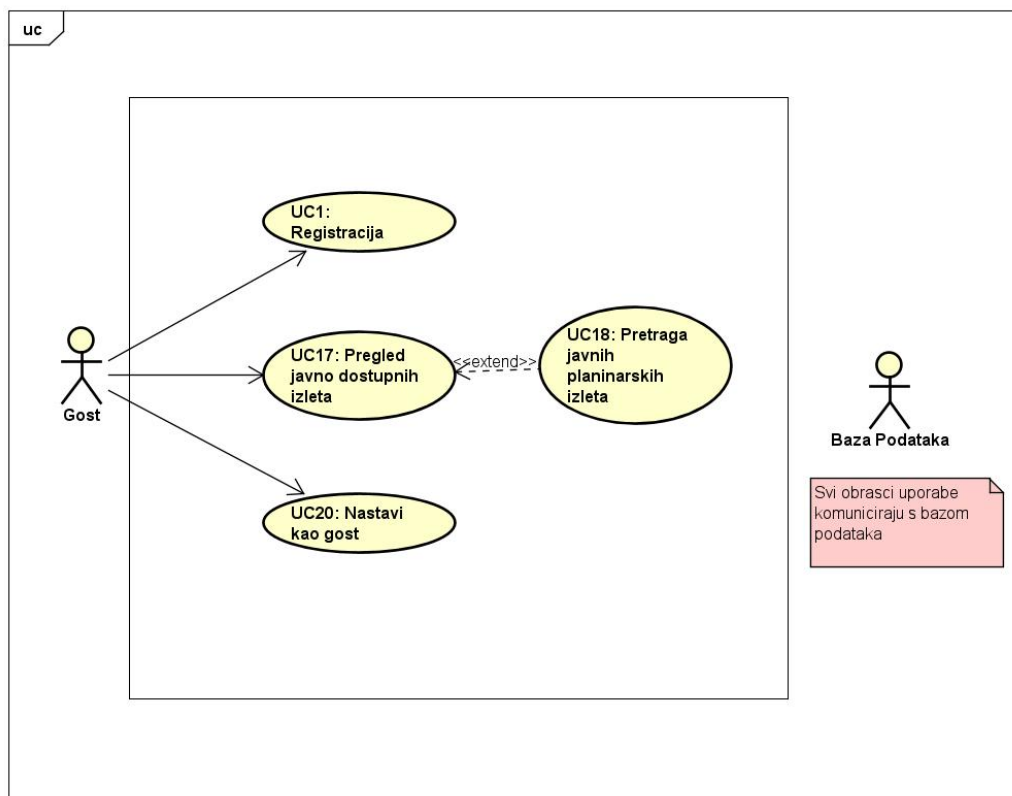 uc
UC1:
Registracija
UC17: Pregled
javno dostupnih
izleta
<<extend>>
UC18: Pretraga
javnih
planinarskih
izleta
Gost
UC20: Nastavi
kao gost
Baza Podataka
Svi obrasci uporabe
komuniciraju s bazom
podataka